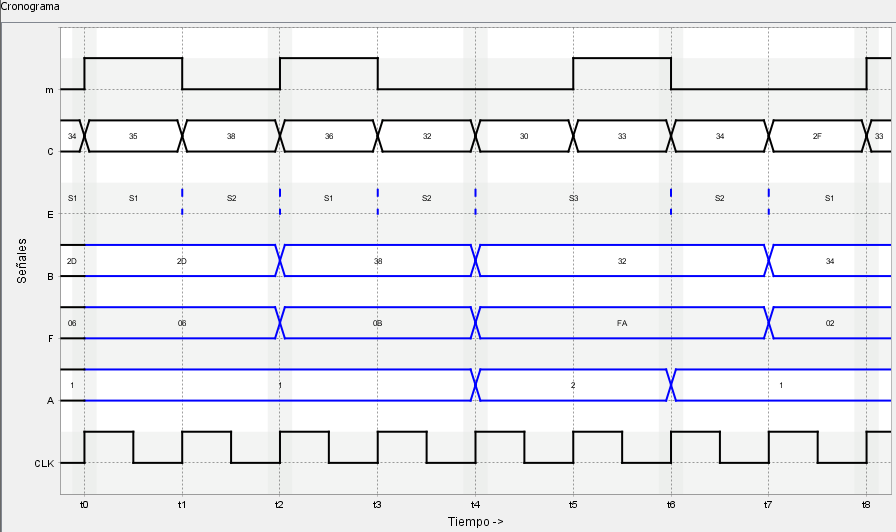 Cronograma
Señales
m
C 34 35 38 36 32 30 33 34 2F 33
E S1 S1 S2 S1 S2 S3 S2 S1
B 2D 2D 38 32 34
F 06 06 0B FA 02
A 1 1 2 1
CLK
t0 t1 t2 t3 t4 t5 t6 t7 t8
Tiempo ->